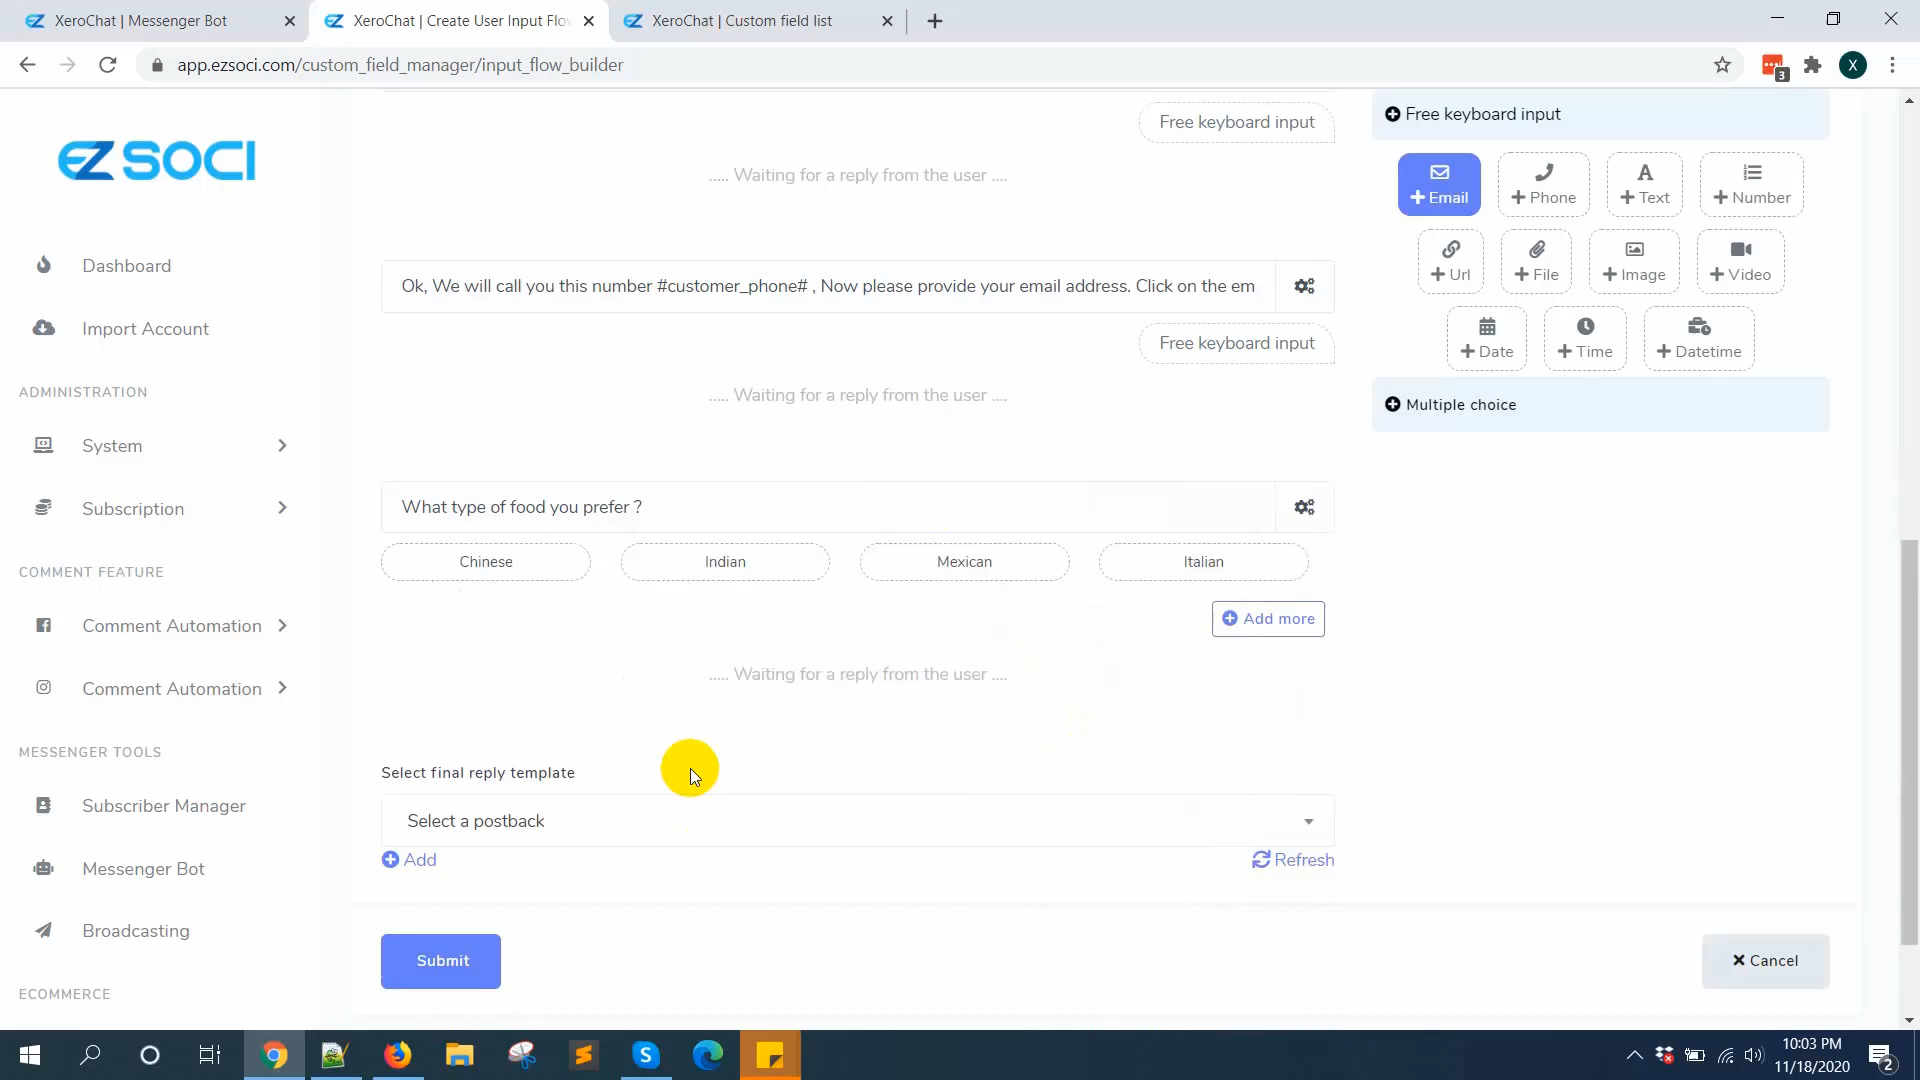 XeroChat | Messenger Bot
XeroChat | Create User Input Flo
XeroChat | Custom field list
app.ezsoci.com/custom_field_manager/input_flow_builder
3
X
EZ SOCI
Dashboard
Import Account
ADMINISTRATION
System
Subscription
COMMENT FEATURE
Comment Automation
Comment Automation
MESSENGER TOOLS
Subscriber Manager
Messenger Bot
Broadcasting
ECOMMERCE
Free keyboard input
..... Waiting for a reply from the user ....
Ok, We will call you this number #customer_phone# , Now please provide your email address. Click on the em
Free keyboard input
..... Waiting for a reply from the user ....
What type of food you prefer ?
Chinese
Indian
Mexican
Italian
Add more
..... Waiting for a reply from the user ....
Select final reply template
Select a postback
Add
Refresh
Submit
Cancel
Free keyboard input
Email
Phone
Text
Number
Url
File
Image
Video
Date
Time
Datetime
Multiple choice
10:03 PM
11/18/2020
2